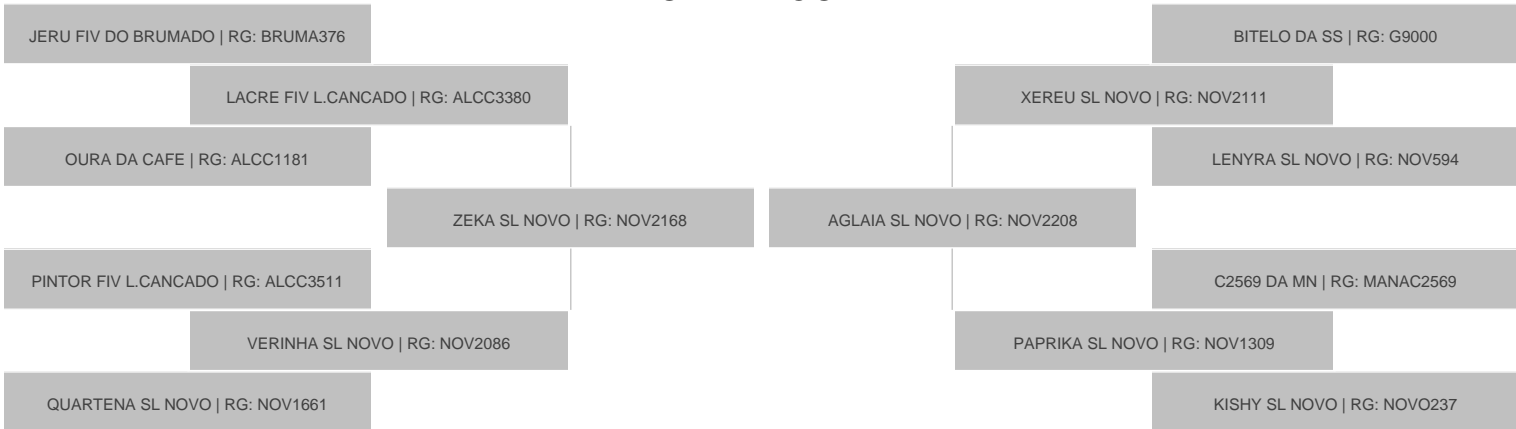 JERU FIV DO BRUMADO | RG: BRUMA376
BITELO DA SS | RG: G9000
LACRE FIV L.CANCADO | RG: ALCC3380
XEREU SL NOVO | RG: NOV2111
OURA DA CAFE | RG: ALCC1181
LENYRA SL NOVO | RG: NOV594
ZEKA SL NOVO | RG: NOV2168
AGLAIA SL NOVO | RG: NOV2208
PINTOR FIV L.CANCADO | RG: ALCC3511
C2569 DA MN | RG: MANAC2569
VERINHA SL NOVO | RG: NOV2086
PAPRIKA SL NOVO | RG: NOV1309
QUARTENA SL NOVO | RG: NOV1661
KISHY SL NOVO | RG: NOVO237